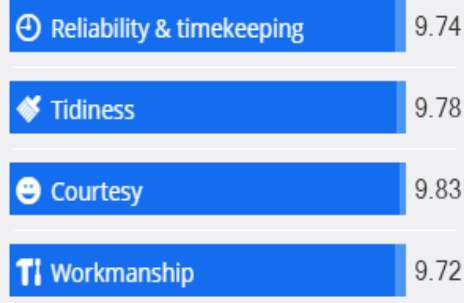 Reliability & timekeeping 9.74
Tidiness 9.78
Courtesy 9.83
Workmanship 9.72